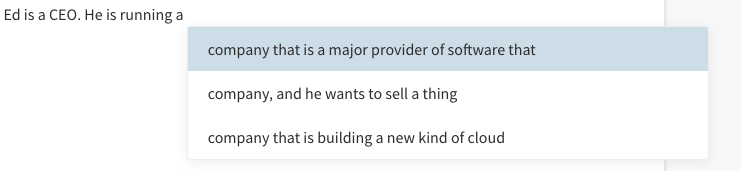 Ed is a CEO. He is running a
company that is a major provider of software that
company, and he wants to sell a thing
company that is building a new kind of cloud